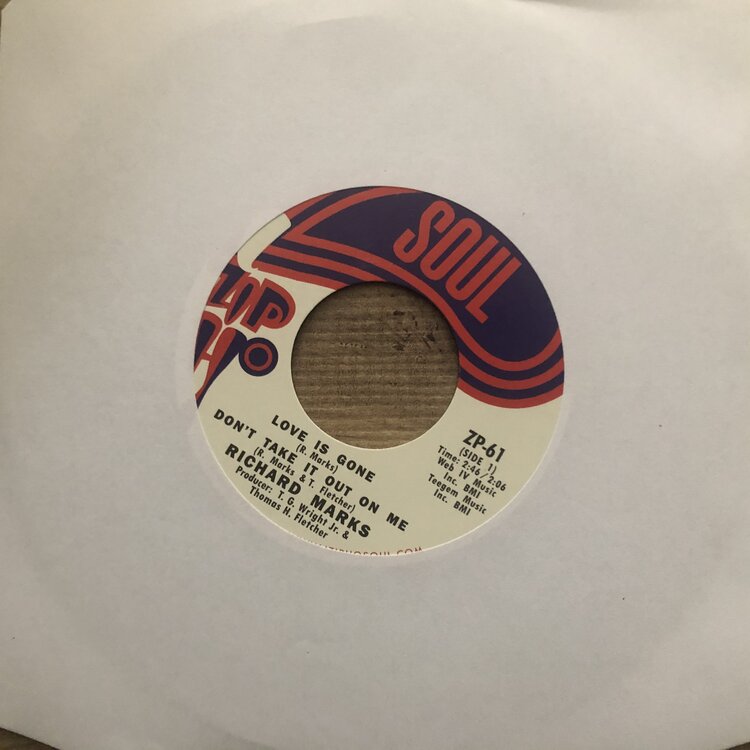 SOUL
LOVE IS GONE
(R. Marks)
DON'T TAKE IT OUT ON ME
(R. Marks & T. Fletcher)
RICHARD MARKS
Producer: T. G. Wright Jr. &
Thomas H. Fletcher
ZP-61
(SIDE 1)
Time: 2:46 / 2:06
Web IV Music
Inc. BMI
Teegem Music
Inc. BMI